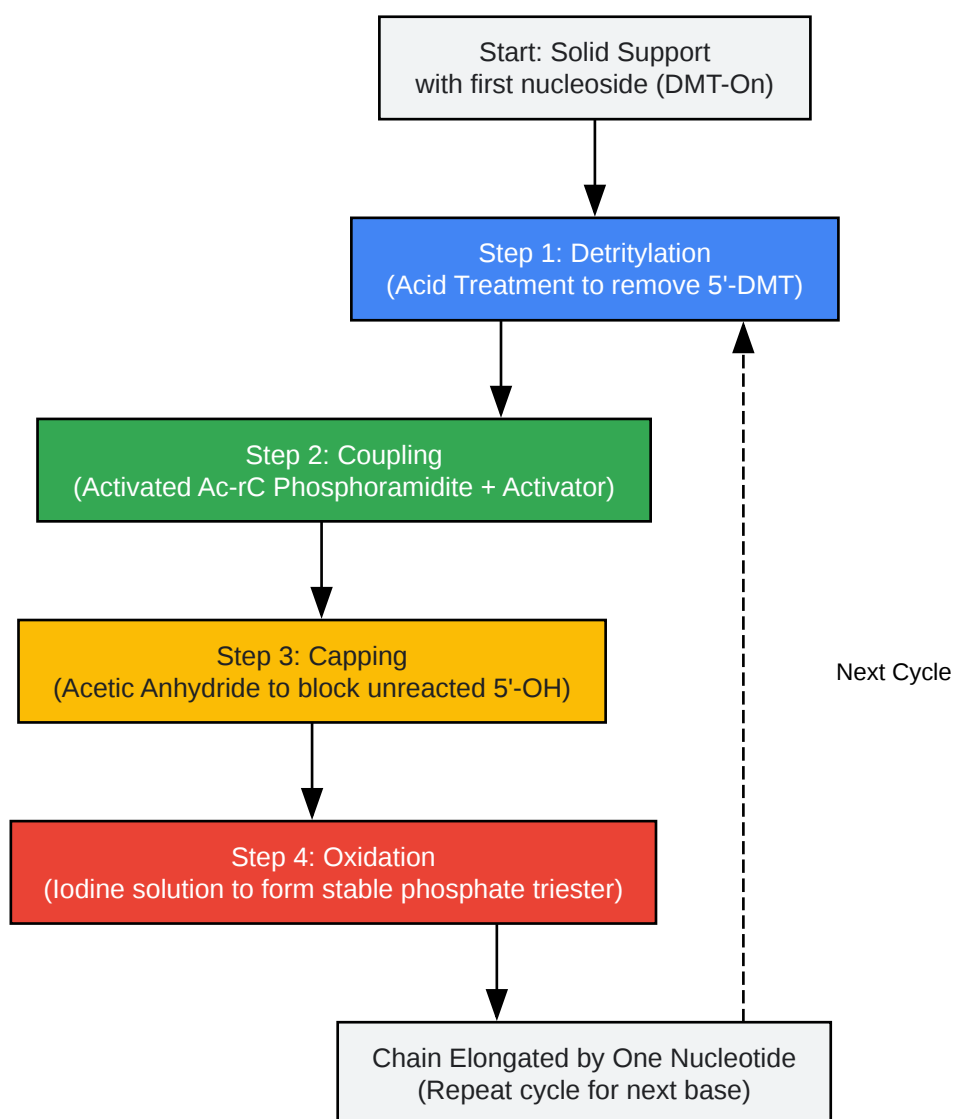 Start: Solid Support
with first nucleoside (DMT-On)
Step 1: Detritylation
(Acid Treatment to remove 5'-DMT)
Step 2: Coupling
(Activated Ac-rC Phosphoramidite + Activator)
Step 3: Capping
(Acetic Anhydride to block unreacted 5'-OH)
Next Cycle
Step 4: Oxidation
(Iodine solution to form stable phosphate triester)
Chain Elongated by One Nucleotide
(Repeat cycle for next base)